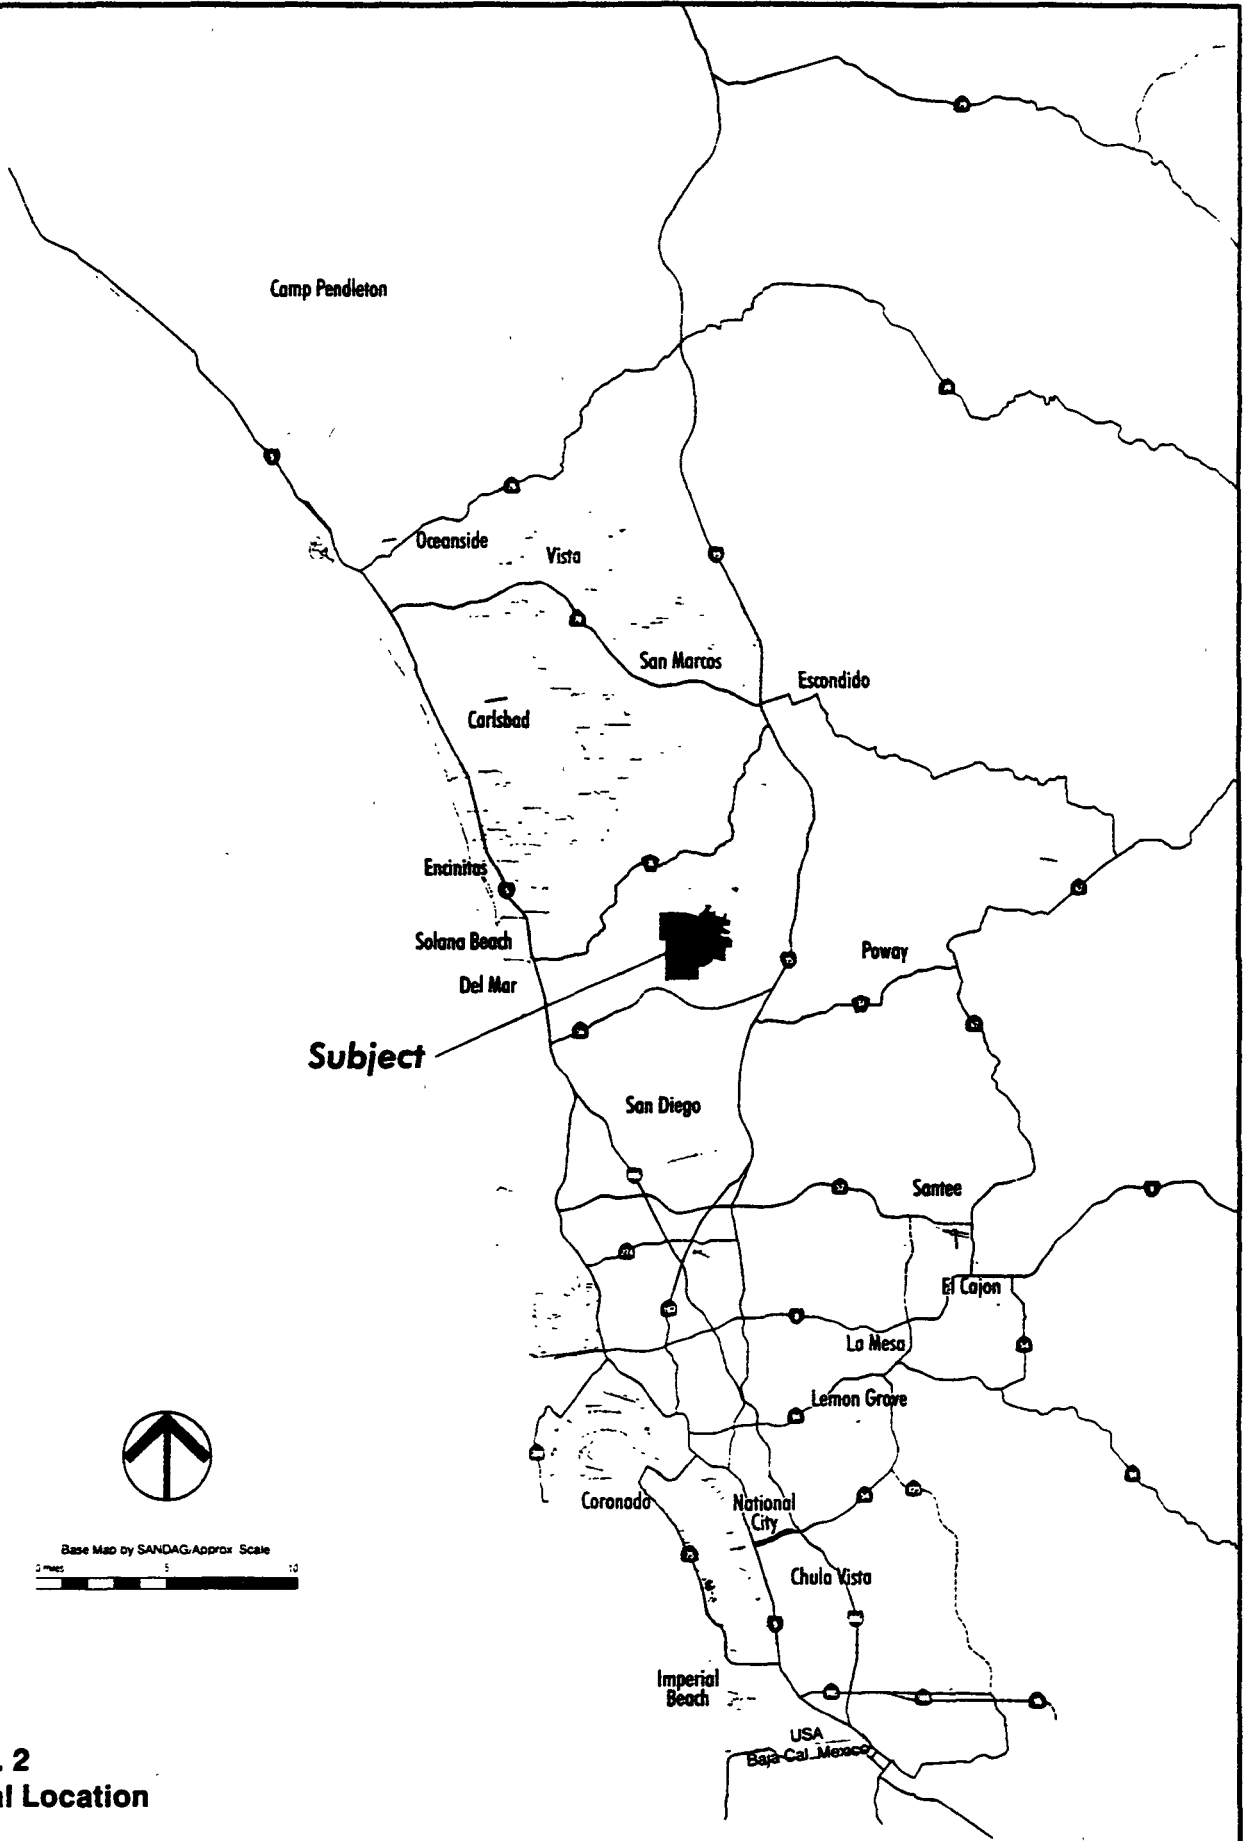 Camp Pendleton
Oceanside
Vista
San Marcos
Escondido
Carlsbad
Encinitas
Solana Beach
Poway
Del Mar
Subject
San Diego
Santee
El Cajon
La Mesa
Lemon Grove
Coronado
National
City
Base Map by SANDAG/Approx Scale
0 miles 5 10
Chula Vista
Imperial
Beach
USA
Baja Cal. Mexico
. 2
al Location